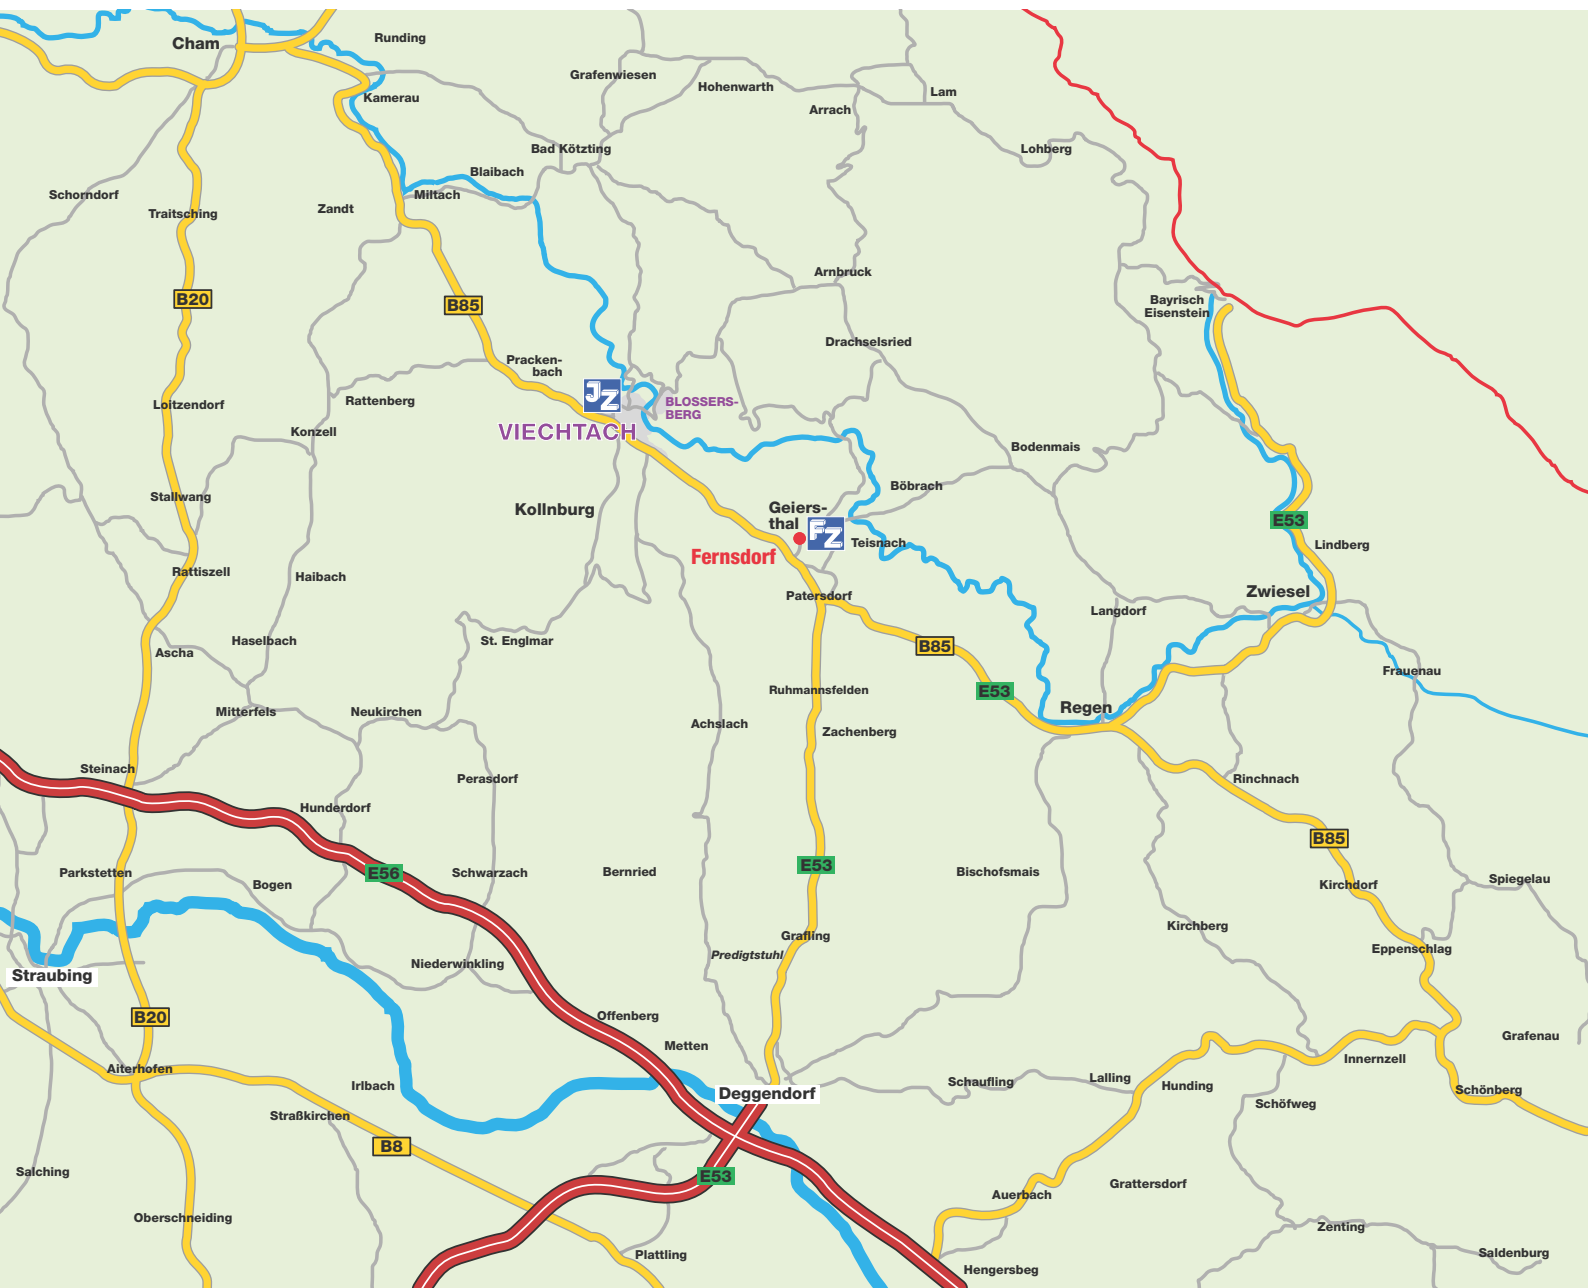 Runding
Cham
Grafenwiesen
Hohenwarth
Lam
Kamerau
Arrach
Bad Kötzting
Lohberg
Blaibach
Schorndorf
Miltach
Zandt
Traitsching
Arnbruck
B20
B85
Bayrisch
Eisenstein
Drachselsried
Pracken-
bach
JZ
Loitzendorf
Rattenberg
BLOSSERS-
BERG
Konzell
VIECHTACH
Bodenmais
Böbrach
Stallwang
Kollnburg
Geiers-
thal
FZ
E53
Teisnach
Lindberg
Fernsdorf
Rattiszell
Haibach
Zwiesel
Patersdorf
Langdorf
Haselbach
St. Englmar
B85
Ascha
Frauenau
Ruhmannsfelden
E53
Regen
Mitterfels
Neukirchen
Achslach
Zachenberg
Steinach
Perasdorf
Rinchnach
Hunderdorf
B85
E53
Parkstetten
E56
Schwarzach
Bernried
Bischofsmais
Bogen
Kirchdorf
Spiegelau
Kirchberg
Grafling
Eppenschlag
Predigtstuhl
Niederwinkling
Straubing
B20
Offenberg
Grafenau
Metten
Innernzell
Aiterhofen
Irlbach
Schaufling
Lalling
Hunding
Schönberg
Deggendorf
Schöfweg
Straßkirchen
B8
Salching
E53
Grattersdorf
Auerbach
Oberschneiding
Zenting
Plattling
Saldenburg
Hengersbeg